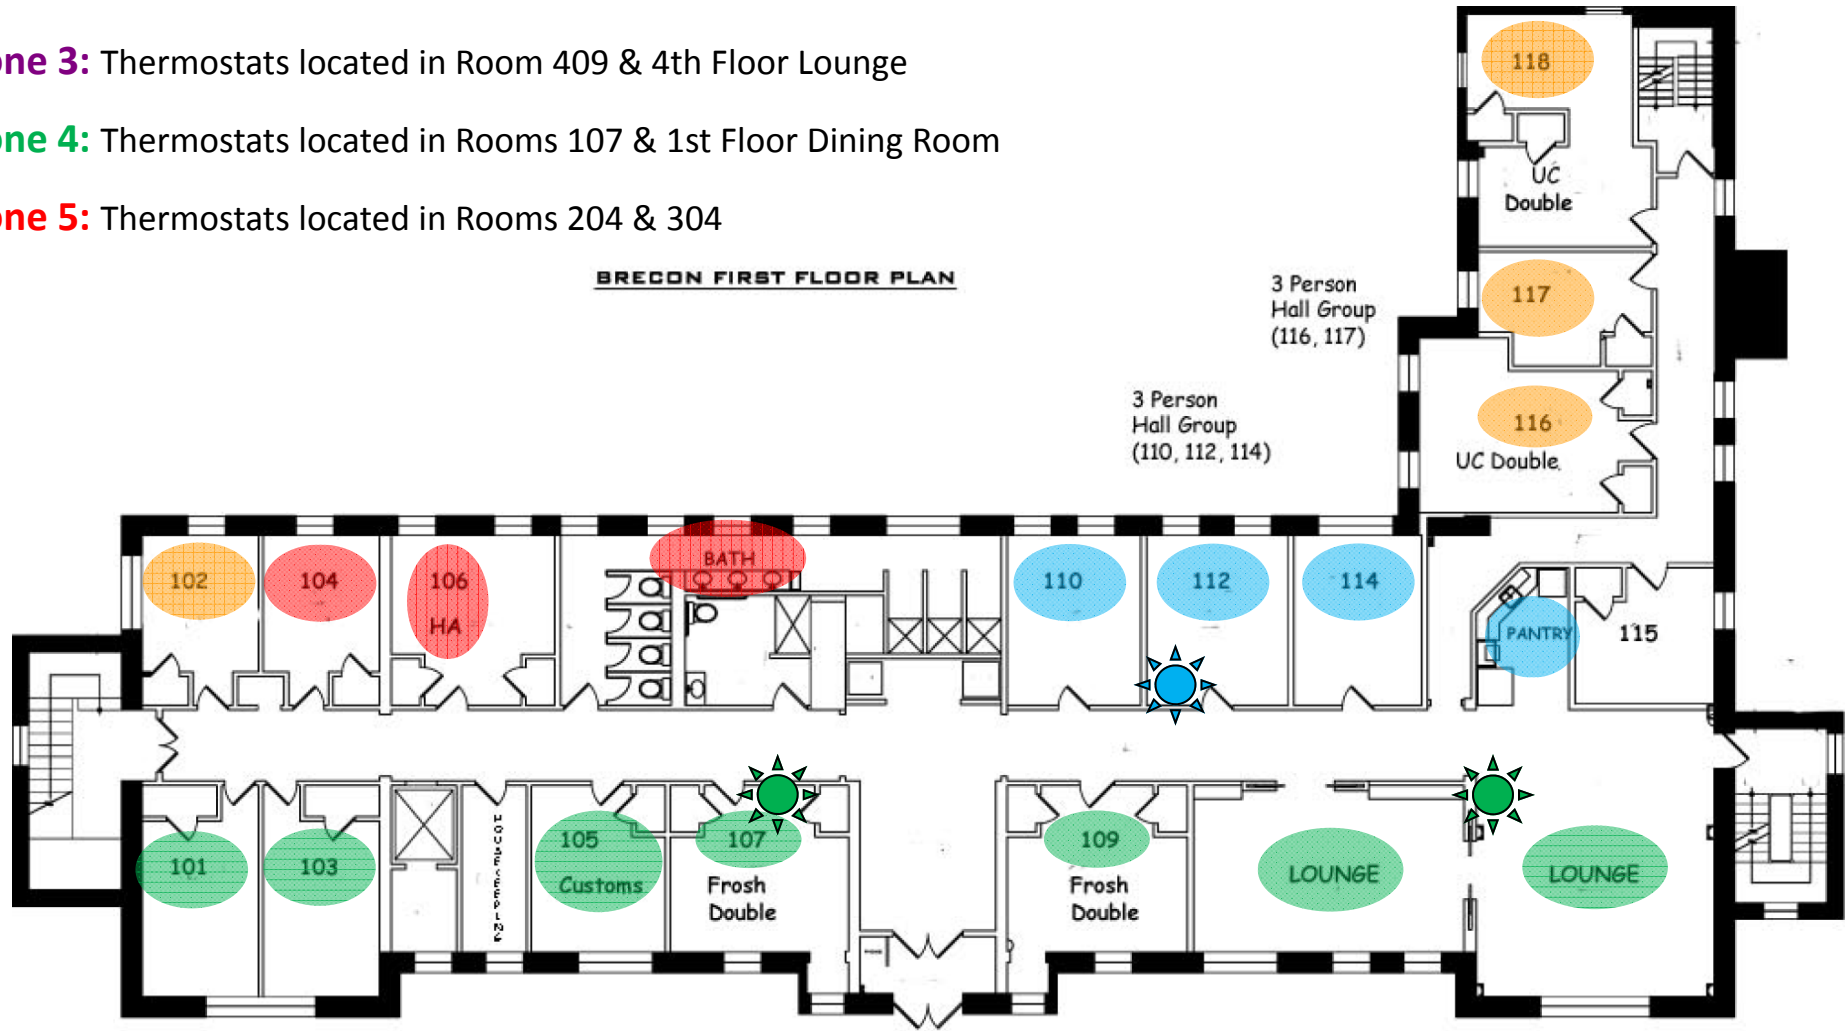 one 3: Thermostats located in Room 409 & 4th Floor Lounge
one 4: Thermostats located in Rooms 107 & 1st Floor Dining Room
one 5: Thermostats located in Rooms 204 & 304
BRECON FIRST FLOOR PLAN
118
UC
Double
3 Person
Hall Group
(116, 117)
117
3 Person
Hall Group
(110, 112, 114)
116
UC Double
102
104
106
HA
BATH
110
112
114
PANTRY
115
101
103
HOUSEKEEPING
105
Customs
107
Frosh
Double
109
Frosh
Double
LOUNGE
LOUNGE